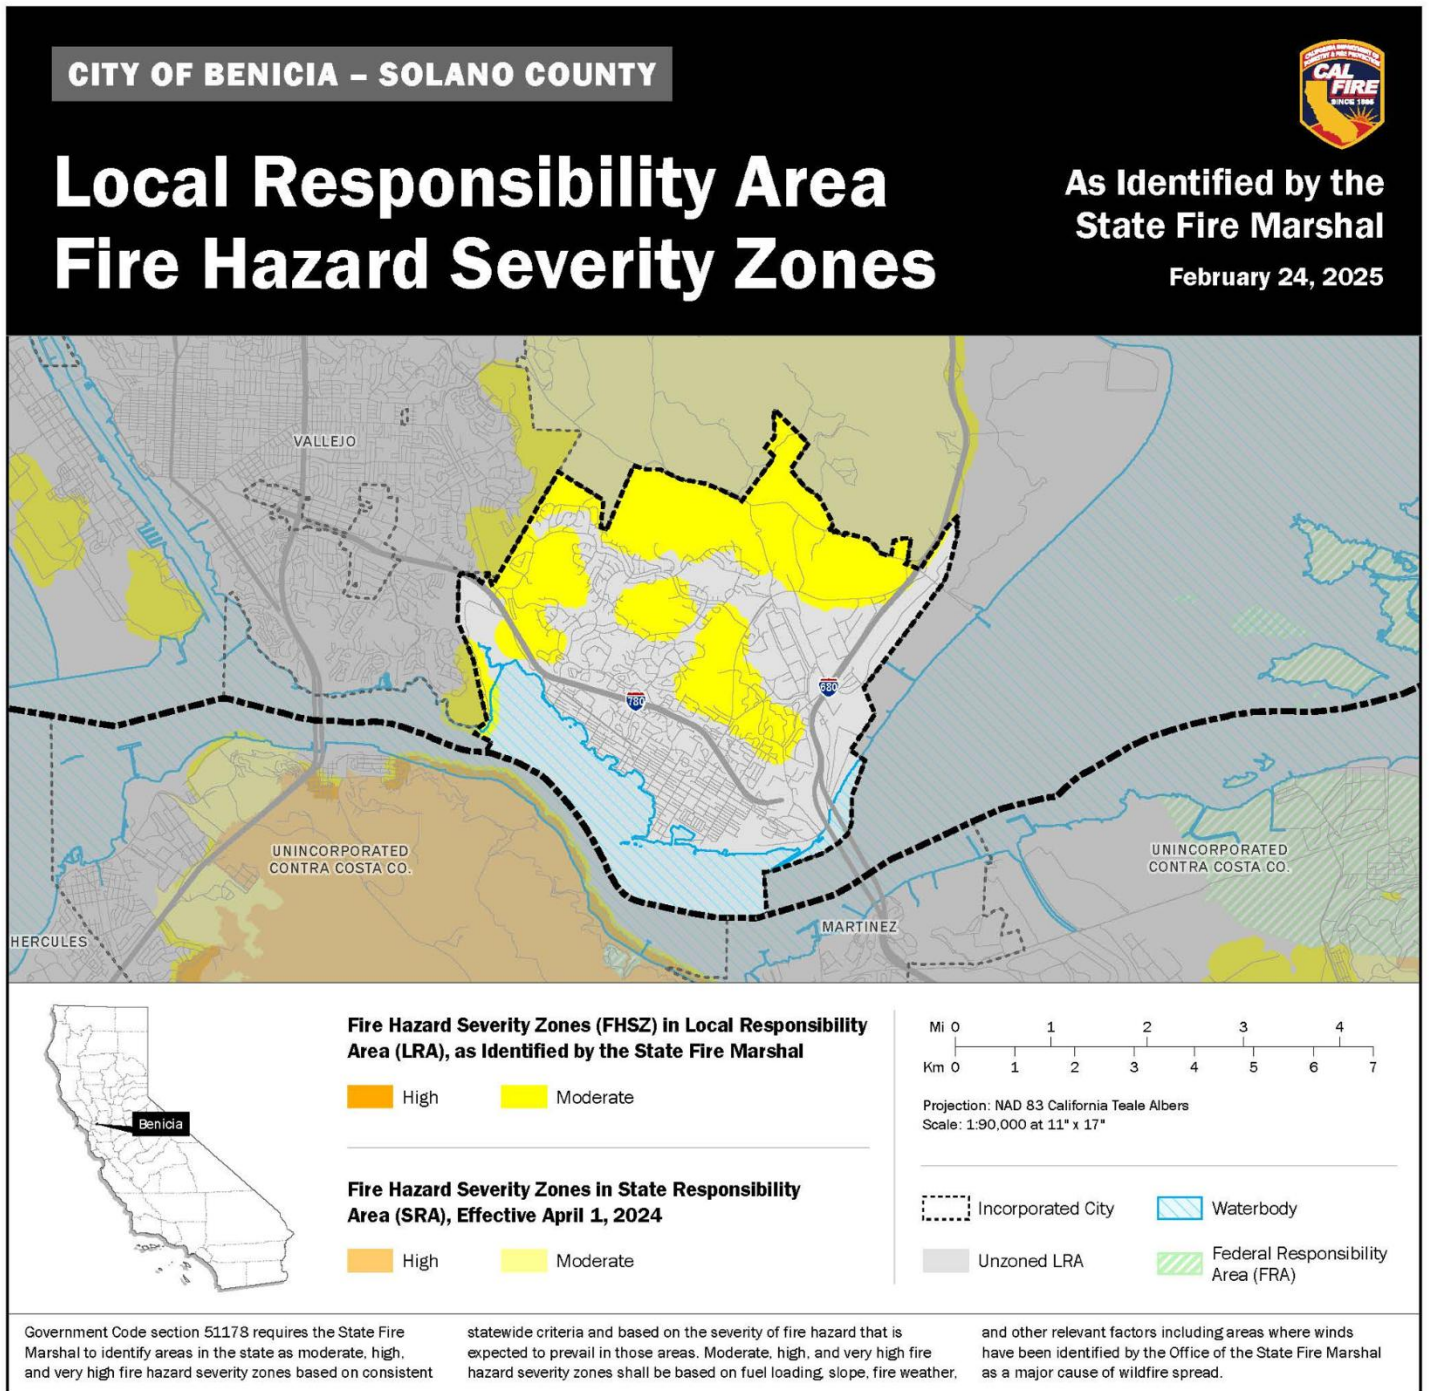 CITY OF BENICIA – SOLANO COUNTY
CALIFORNIA DEPARTMENT OF
FORESTRY & FIRE PROTECTION
CAL
FIRE
SINCE 1885
Local Responsibility Area
Fire Hazard Severity Zones
As Identified by the
State Fire Marshal
February 24, 2025
VALLEJO
780
680
UNINCORPORATED
CONTRA COSTA CO.
UNINCORPORATED
CONTRA COSTA CO.
HERCULES
MARTINEZ
Benicia
Fire Hazard Severity Zones (FHSZ) in Local Responsibility
Area (LRA), as Identified by the State Fire Marshal
High
Moderate
Fire Hazard Severity Zones in State Responsibility
Area (SRA), Effective April 1, 2024
High
Moderate
Mi 0 1 2 3 4
Km 0 1 2 3 4 5 6 7
Projection: NAD 83 California Teale Albers
Scale: 1:90,000 at 11" x 17"
Incorporated City
Waterbody
Unzoned LRA
Federal Responsibility
Area (FRA)
Government Code section 51178 requires the State Fire
Marshal to identify areas in the state as moderate, high,
and very high fire hazard severity zones based on consistent
statewide criteria and based on the severity of fire hazard that is
expected to prevail in those areas. Moderate, high, and very high fire
hazard severity zones shall be based on fuel loading, slope, fire weather,
and other relevant factors including areas where winds
have been identified by the Office of the State Fire Marshal
as a major cause of wildfire spread.